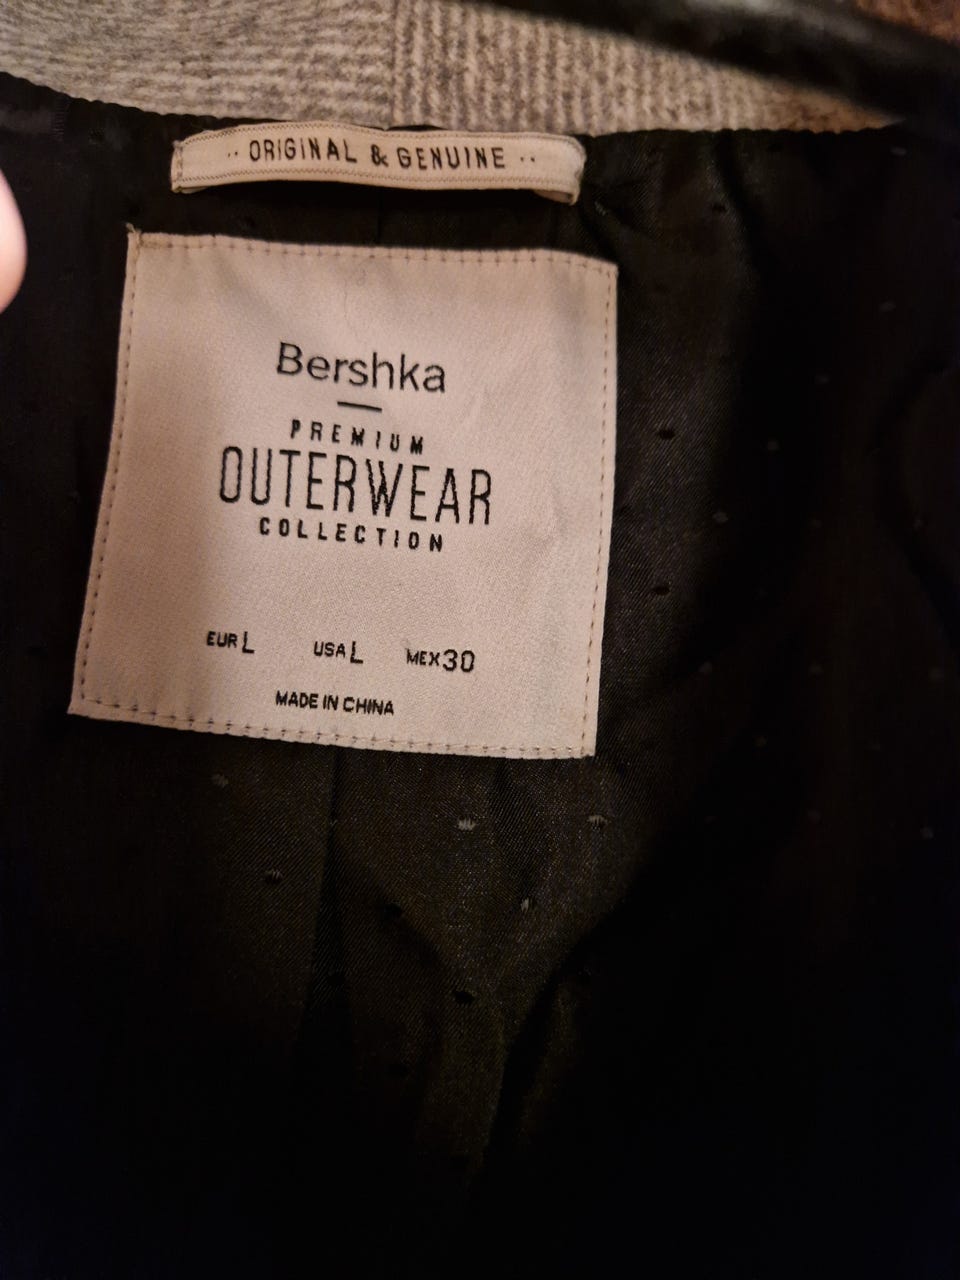 ·· ORIGINAL & GENUINE ··
Bershka
PREMIUM
OUTERWEAR
COLLECTION
EUR L USA L MEX 30
MADE IN CHINA